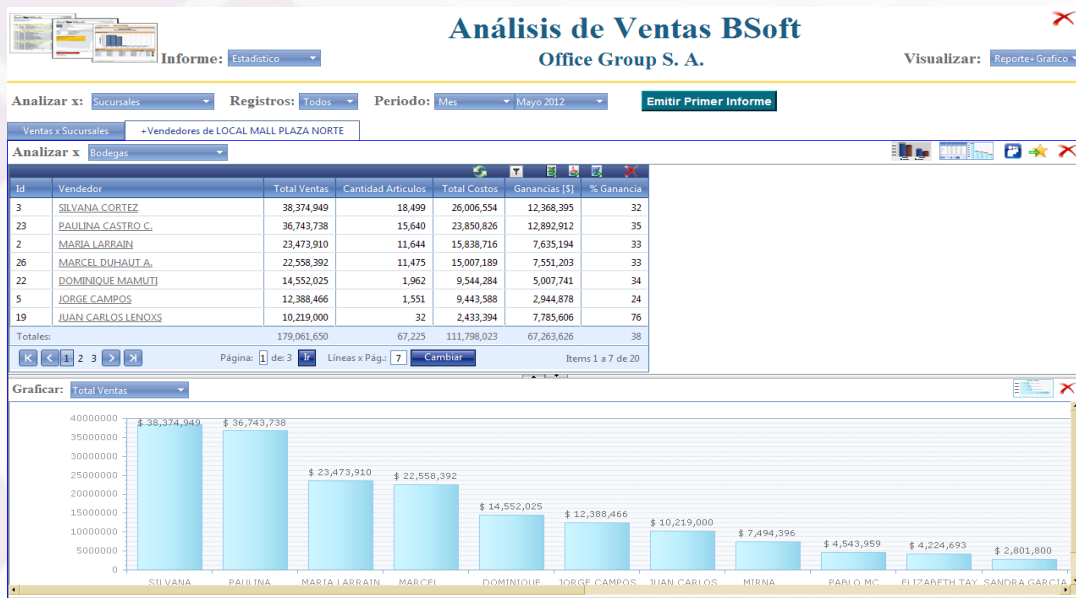 Análisis de Ventas BSoft
Informe: Estadistico Office Group S. A. Visualizar: Reporte+Grafico
Analizar x: Sucursales Registros: Todos Periodo: Mes Mayo 2012 Emitir Primer Informe
Ventas x Sucursales +Vendedores de LOCAL MALL PLAZA NORTE
Analizar x Bodegas
Id Vendedor Total Ventas Cantidad Articulos Total Costos Ganancias [$] % Ganancia
3 SILVANA CORTEZ 38,374,949 18,499 26,006,554 12,368,395 32
23 PAULINA CASTRO C. 36,743,738 15,640 23,850,826 12,892,912 35
2 MARIA LARRAIN 23,473,910 11,644 15,838,716 7,635,194 33
26 MARCEL DUHAUT A. 22,558,392 11,475 15,007,189 7,551,203 33
22 DOMINIQUE MAMUTI 14,552,025 1,962 9,544,284 5,007,741 34
5 JORGE CAMPOS 12,388,466 1,551 9,443,588 2,944,878 24
19 JUAN CARLOS LENOXS 10,219,000 32 2,433,394 7,785,606 76
Totales: 179,061,650 67,225 111,798,023 67,263,626 38
1 2 3 Página: 1 de: 3 Ir Líneas x Pág.: 7 Cambiar Items 1 a 7 de 20
Graficar: Total Ventas
40000000
35000000
30000000
25000000
20000000
15000000
10000000
5000000
0
$ 38,374,949
$ 36,743,738
$ 23,473,910
$ 22,558,392
$ 14,552,025
$ 12,388,466
$ 10,219,000
$ 7,494,396
$ 4,543,959
$ 4,224,693
$ 2,801,800
SILVANA PAULINA MARIA LARRAIN MARCEL DOMINIQUE JORGE CAMPOS JUAN CARLOS MIRNA PABLO MC ELIZABETH TAY SANDRA GARCIA